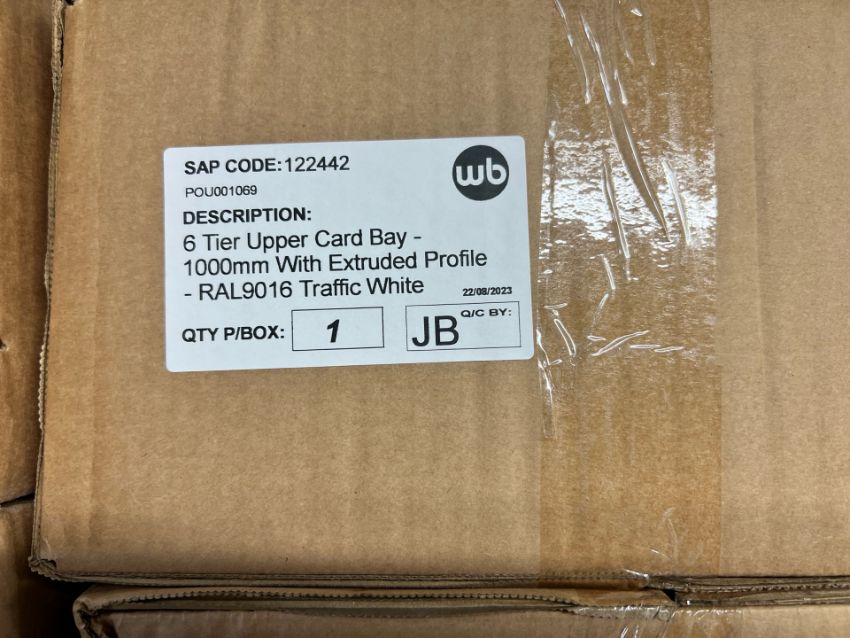 SAP CODE: 122442
wb
POU001069
DESCRIPTION:
6 Tier Upper Card Bay -
1000mm With Extruded Profile
- RAL9016 Traffic White
22/08/2023
QTY P/BOX: 1
JB Q/C BY: